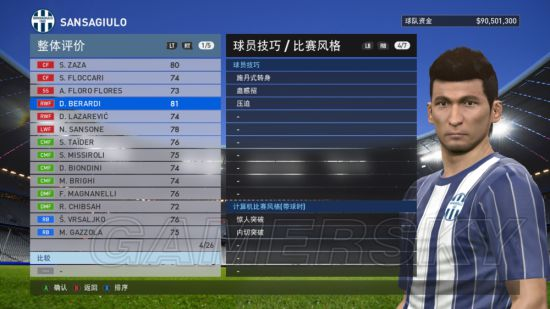 SANSAGIULO
球队资金 $90,501,300
整体评价 LT RT 1/5
球员技巧 / 比赛风格 LB RB 4/7
CF S. ZAZA 80
CF S. FLOCCARI 74
SS A. FLORO FLORES 73
RWF D. BERARDI 81
RWF D. LAZAREVIĆ 74
LWF N. SANSONE 78
CMF S. TAÏDER 76
CMF S. MISSIROLI 75
CMF D. BIONDINI 74
CMF M. BRIGHI 74
DMF F. MAGNANELLI 76
DMF R. CHIBSAH 72
RB Š. VRSALJKO 76
RB M. GAZZOLA 75
4/26
比较
-
球员技巧
施丹式转身
蛊惑招
压迫
-
-
-
-
-
-
-
计算机比赛风格(带球时)
惊人突破
内切突破
-
-
-
A 确认 B 返回 X 排序
GAMERSKY